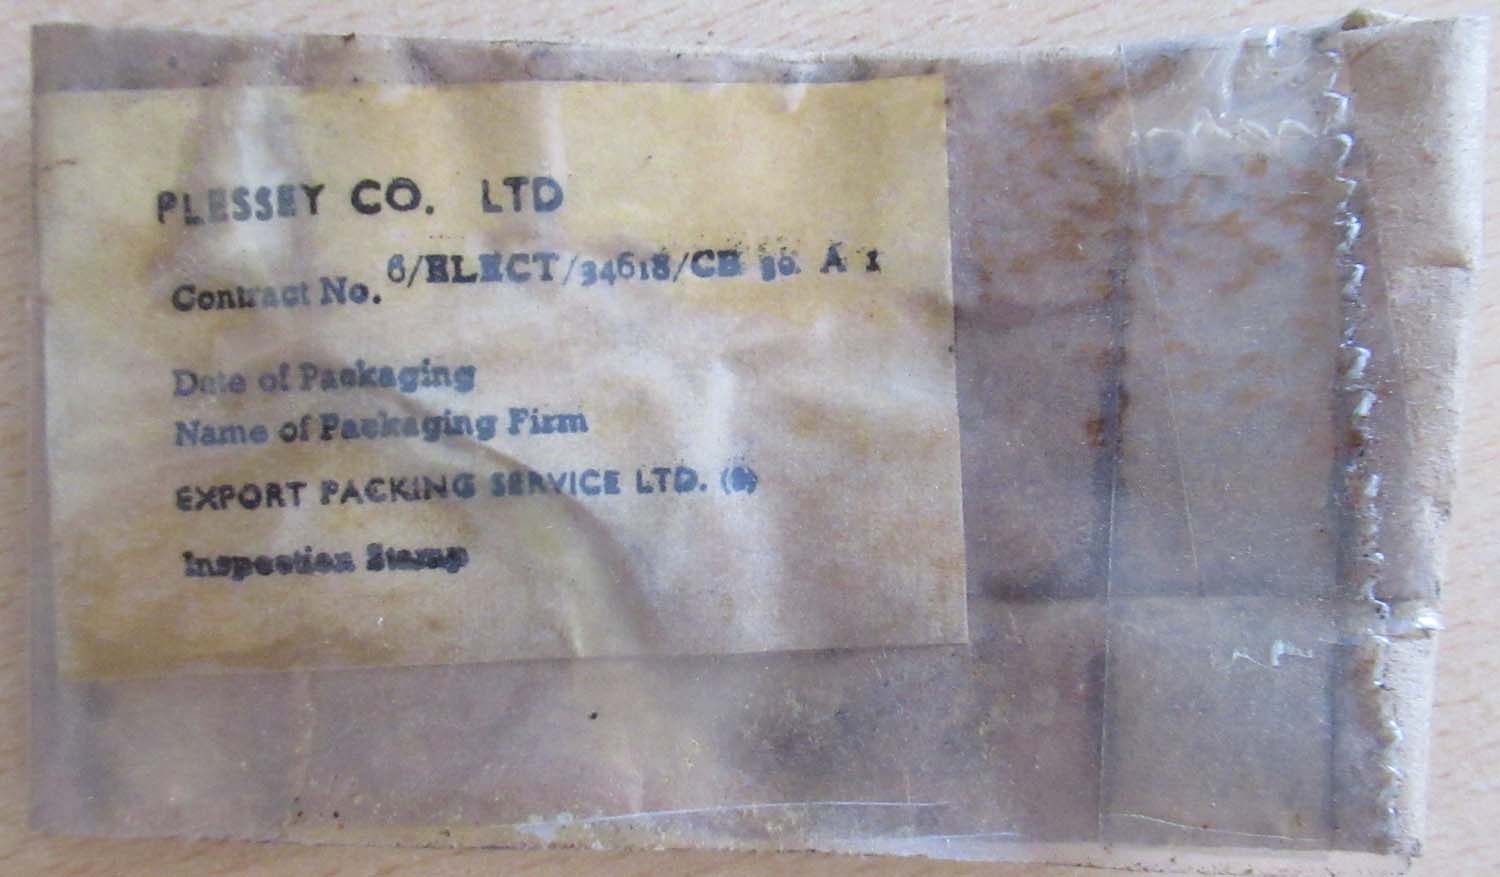 PLESSEY CO. LTD
Contract No. 6/ELECT/34618/CB A 1
Date of Packaging
Name of Packaging Firm
EXPORT PACKING SERVICE LTD.
Inspection Stamp